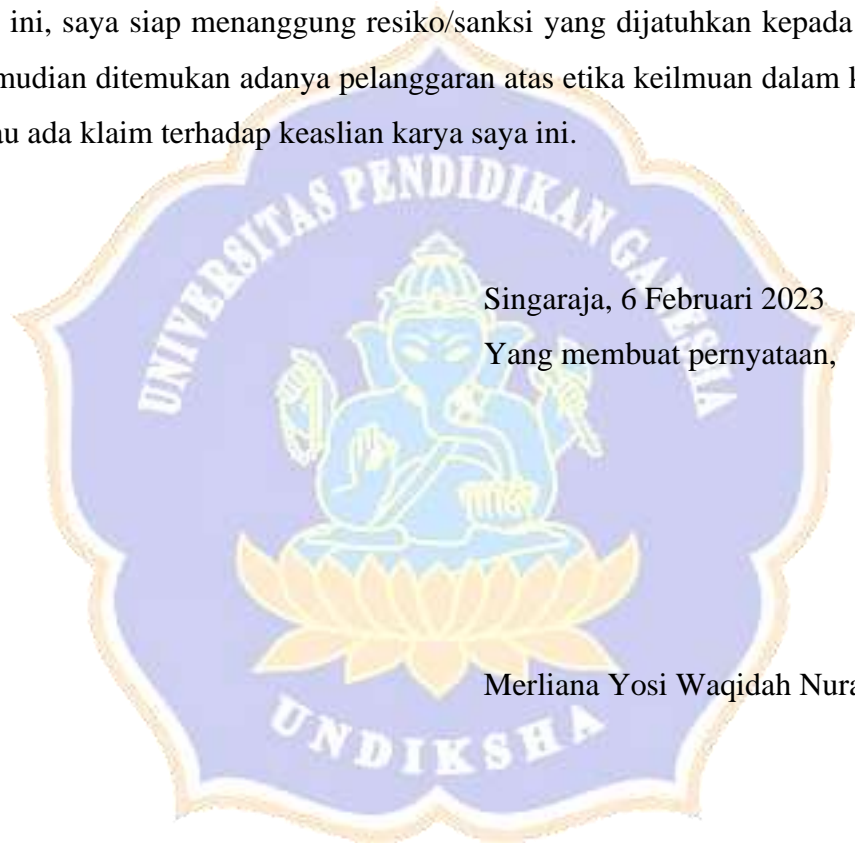 ini, saya siap menanggung resiko/sanksi yang dijatuhkan kepada
mudian ditemukan adanya pelanggaran atas etika keilmuan dalam k
au ada klaim terhadap keaslian karya saya ini.
UNIVERSITAS PENDIDIKAN GANESHA
Singaraja, 6 Februari 2023
Yang membuat pernyataan,
Merliana Yosi Waqidah Nura
UNDIKSHA